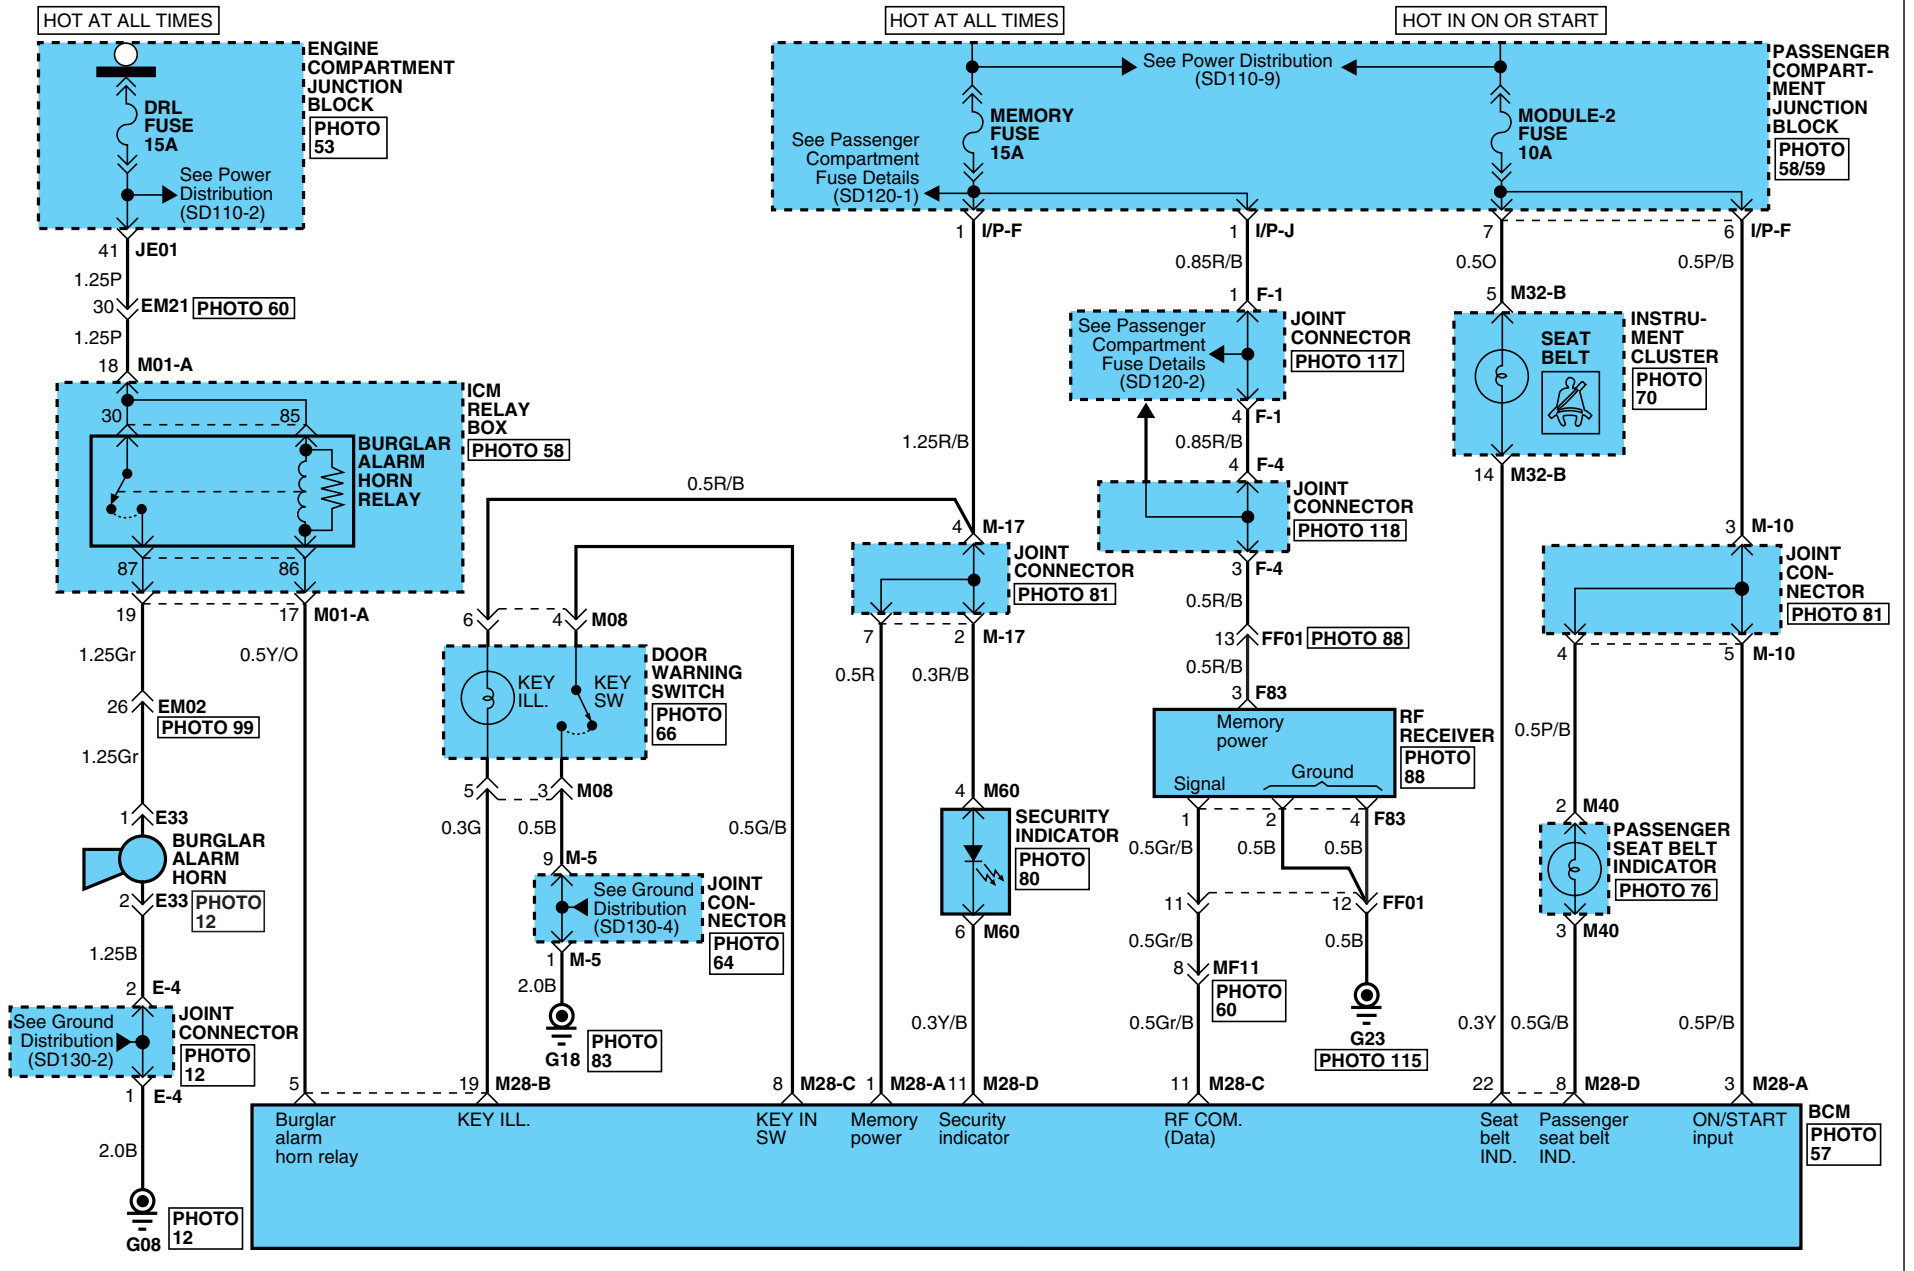 HOT AT ALL TIMES
HOT AT ALL TIMES
HOT IN ON OR START
ENGINE
COMPARTMENT
JUNCTION
BLOCK
PHOTO
53
DRL
FUSE
15A
See Power
Distribution
(SD110-2)
See Power Distribution
(SD110-9)
MEMORY
FUSE
15A
See Passenger
Compartment
Fuse Details
(SD120-1)
MODULE-2
FUSE
10A
PASSENGER
COMPART-
MENT
JUNCTION
BLOCK
PHOTO
58/59
41 JE01
1.25P
30 EM21 PHOTO 60
1.25P
18 M01-A
1 I/P-F
1 I/P-J
7
6 I/P-F
0.85R/B
0.5O
0.5P/B
1 F-1
5 M32-B
See Passenger
Compartment
Fuse Details
(SD120-2)
JOINT
CONNECTOR
PHOTO 117
SEAT
BELT
INSTRU-
MENT
CLUSTER
PHOTO
70
30
85
ICM
RELAY
BOX
PHOTO 58
BURGLAR
ALARM
HORN
RELAY
4 F-1
1.25R/B
0.85R/B
4 F-4
14 M32-B
0.5R/B
JOINT
CONNECTOR
PHOTO 118
4 M-17
3 M-10
JOINT
CONNECTOR
PHOTO 81
JOINT
CON-
NECTOR
PHOTO 81
87
86
3 F-4
0.5R/B
19
17 M01-A
6
4 M08
7
2 M-17
13 FF01 PHOTO 88
4
5 M-10
1.25Gr
0.5Y/O
0.5R
0.3R/B
0.5R/B
KEY
ILL.
KEY
SW
DOOR
WARNING
SWITCH
PHOTO
66
3 F83
26 EM02
PHOTO 99
Memory
power
Signal
Ground
RF
RECEIVER
PHOTO
88
0.5P/B
1.25Gr
5
3 M08
4 M60
2 M40
1 E33
0.3G
0.5B
0.5G/B
SECURITY
INDICATOR
PHOTO
80
1
2
4 F83
0.5Gr/B
0.5B
0.5B
PASSENGER
SEAT BELT
INDICATOR
PHOTO 76
BURGLAR
ALARM
HORN
9 M-5
2 E33
PHOTO
12
See Ground
Distribution
(SD130-4)
JOINT
CON-
NECTOR
PHOTO
64
11
12 FF01
6 M60
3 M40
1.25B
1 M-5
0.5Gr/B
0.5B
2 E-4
2.0B
8 MF11
PHOTO
60
See Ground
Distribution
(SD130-2)
JOINT
CONNECTOR
PHOTO
12
G18
PHOTO
83
0.3Y/B
0.5Gr/B
G23
PHOTO 115
0.3Y
0.5G/B
0.5P/B
1 E-4
5
19 M28-B
8 M28-C
1 M28-A
11 M28-D
11 M28-C
22
8 M28-D
3 M28-A
2.0B
G08
PHOTO
12
Burglar
alarm
horn relay
KEY ILL.
KEY IN
SW
Memory
power
Security
indicator
RF COM.
(Data)
Seat
belt
IND.
Passenger
seat belt
IND.
ON/START
input
BCM
PHOTO
57